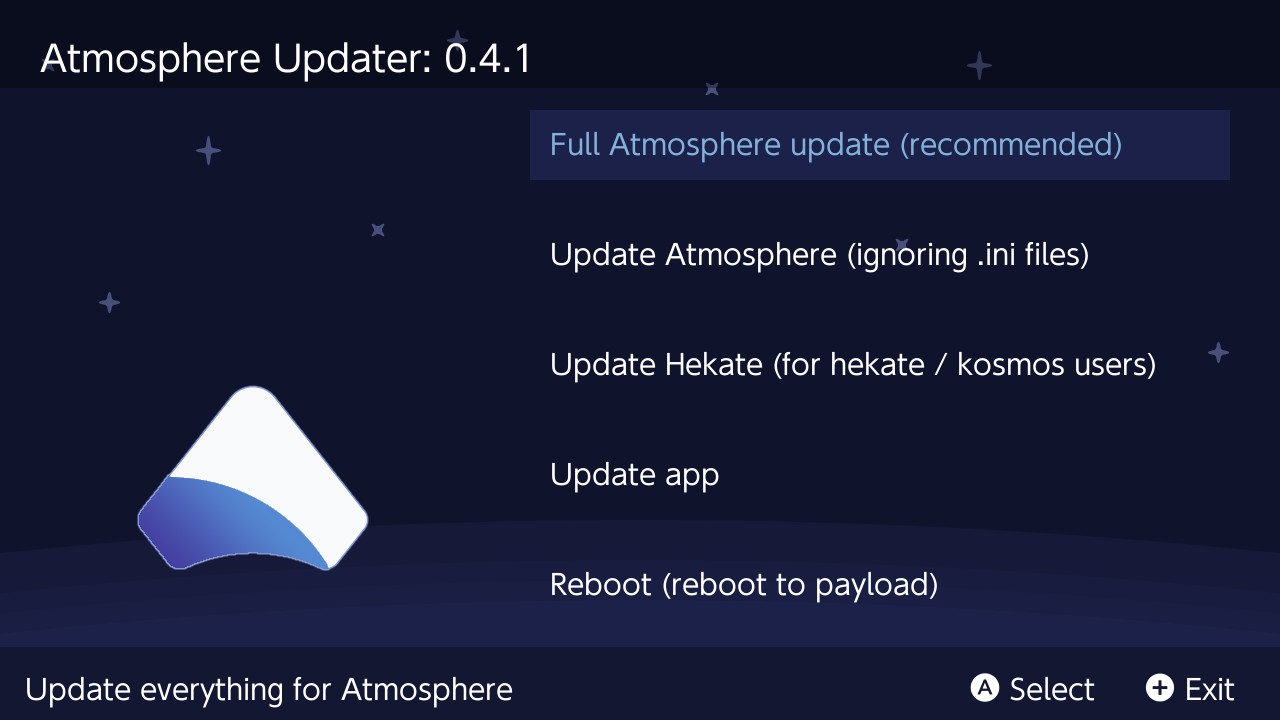 Atmosphere Updater: 0.4.1
Full Atmosphere update (recommended)
Update Atmosphere (ignoring .ini files)
Update Hekate (for hekate / kosmos users)
Update app
Reboot (reboot to payload)
Update everything for Atmosphere
A Select
+ Exit